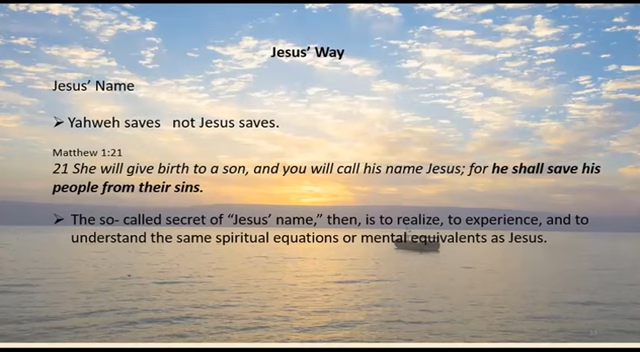 Jesus' Way
Jesus' Name
➢ Yahweh saves not Jesus saves.
Matthew 1:21
21 She will give birth to a son, and you will call his name Jesus; for he shall save his
people from their sins.
➢ The so- called secret of “Jesus' name,” then, is to realize, to experience, and to
understand the same spiritual equations or mental equivalents as Jesus.